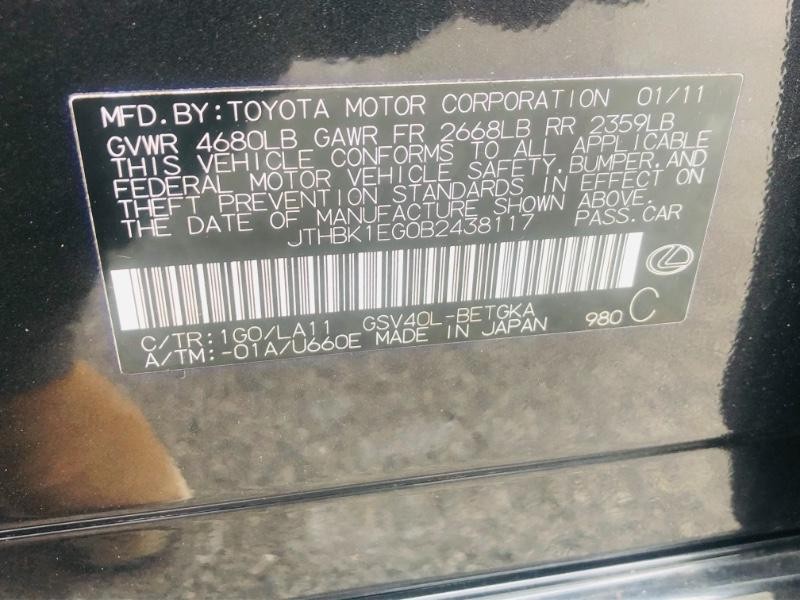 MFD. BY: TOYOTA MOTOR CORPORATION 01/11
GVWR 4680LB GAWR FR 2668LB RR 2359LB
THIS VEHICLE CONFORMS TO ALL APPLICABLE
FEDERAL MOTOR VEHICLE SAFETY, BUMPER, AND
THEFT PREVENTION STANDARDS IN EFFECT ON
THE DATE OF MANUFACTURE SHOWN ABOVE.
JTHBK1EG0B2438117 PASS. CAR
C/TR: 1G0/LA11 GSV40L-BETGKA
A/TM: -01A/U660E MADE IN JAPAN 980 C